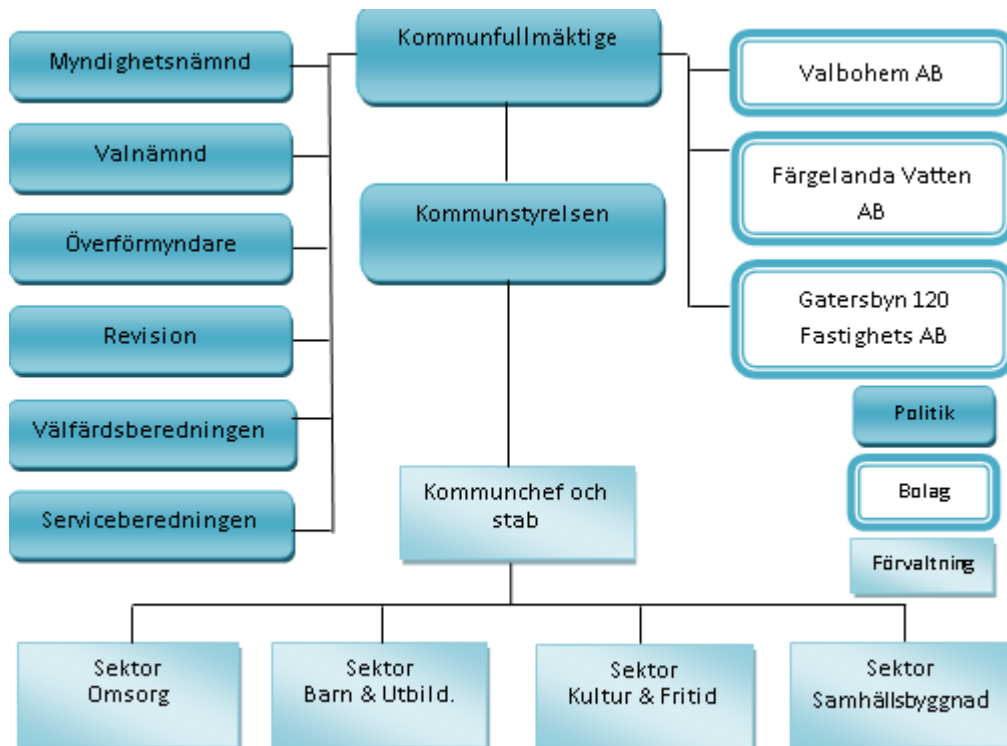 Kommunfullmäktige
Myndighetsnämnd
Valnämnd
Överförmyndare
Revision
Välfärdsberedningen
Serviceberedningen
Kommunstyrelsen
Valbohem AB
Färgelanda Vatten
AB
Gatersbyn 120
Fastighets AB
Politik
Bolag
Förvaltning
Kommunchef och
stab
Sektor
Omsorg
Sektor
Barn & Utbild.
Sektor
Kultur & Fritid
Sektor
Samhällsbyggnad